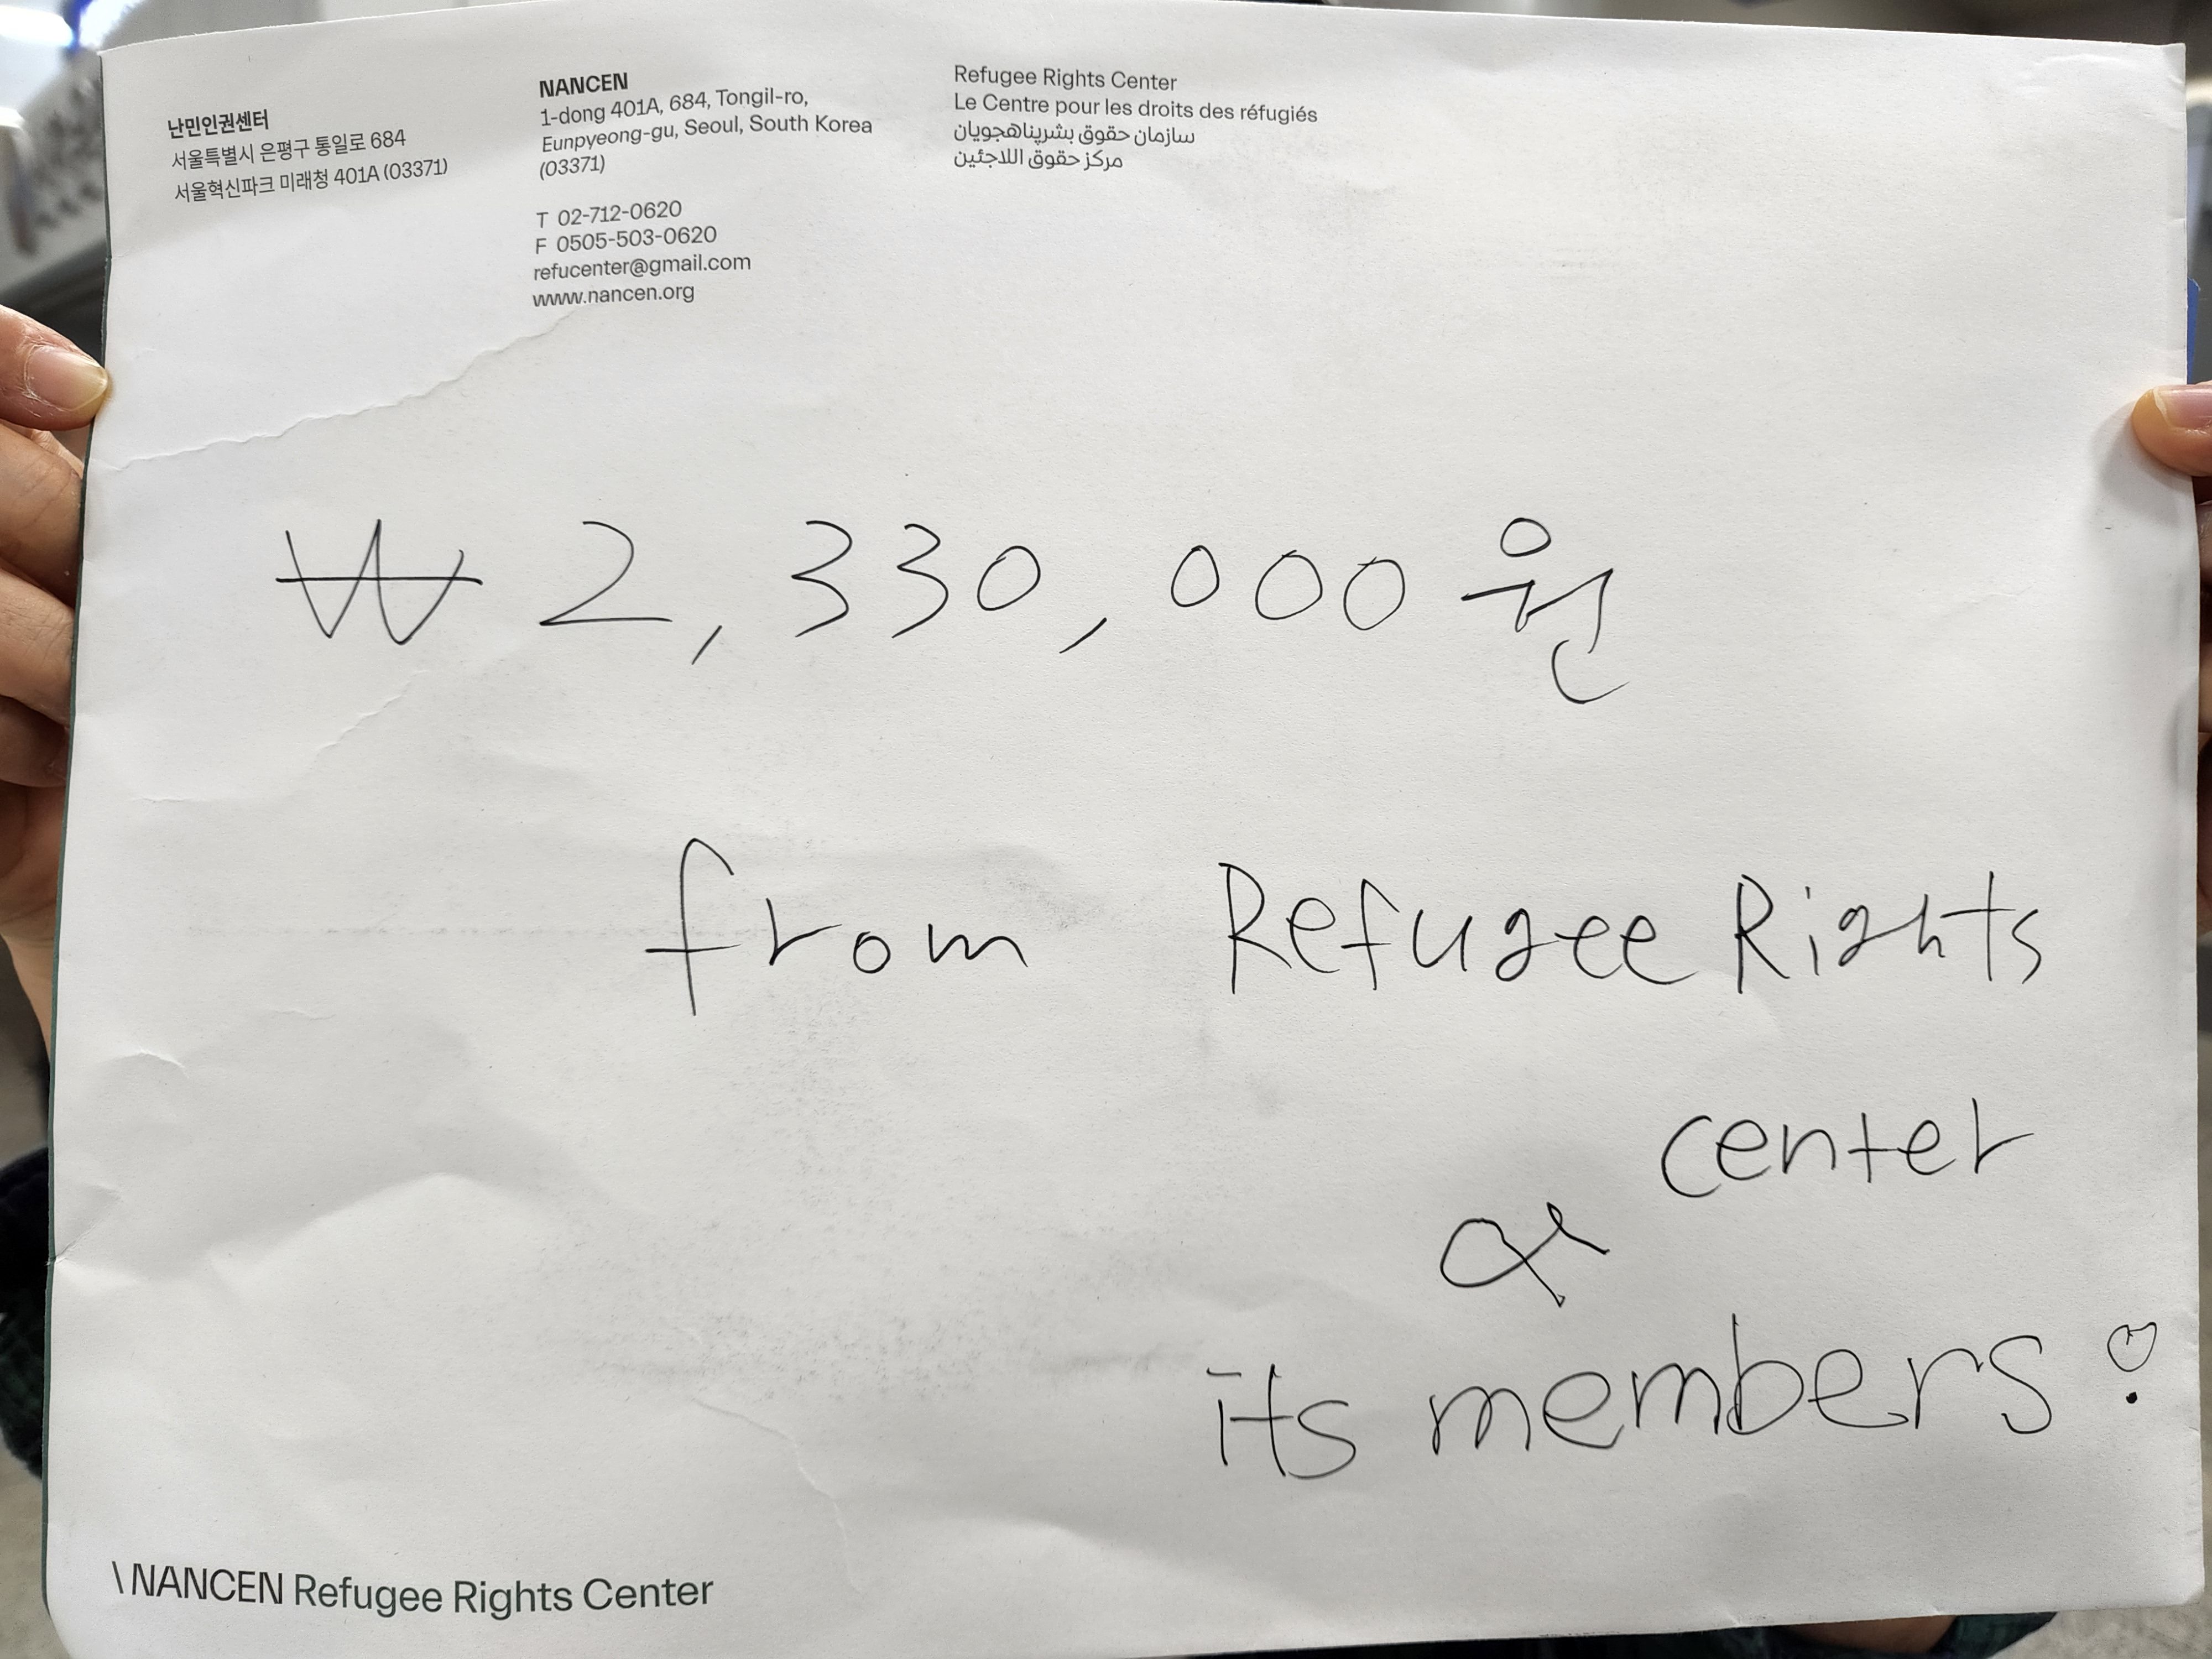 난민인권센터
서울특별시 은평구 통일로 684
서울혁신파크 미래청 401A (03371)
NANCEN
1-dong 401A, 684, Tongil-ro,
Eunpyeong-gu, Seoul, South Korea
(03371)
T 02-712-0620
F 0505-503-0620
refucenter@gmail.com
www.nancen.org
Refugee Rights Center
Le Centre pour les droits des réfugiés
سازمان حقوق بشرپناهجویان
مركز حقوق اللاجئين
₩ 2,330,000원
from Refugee Rights
center
&
its members♡
\ NANCEN Refugee Rights Center